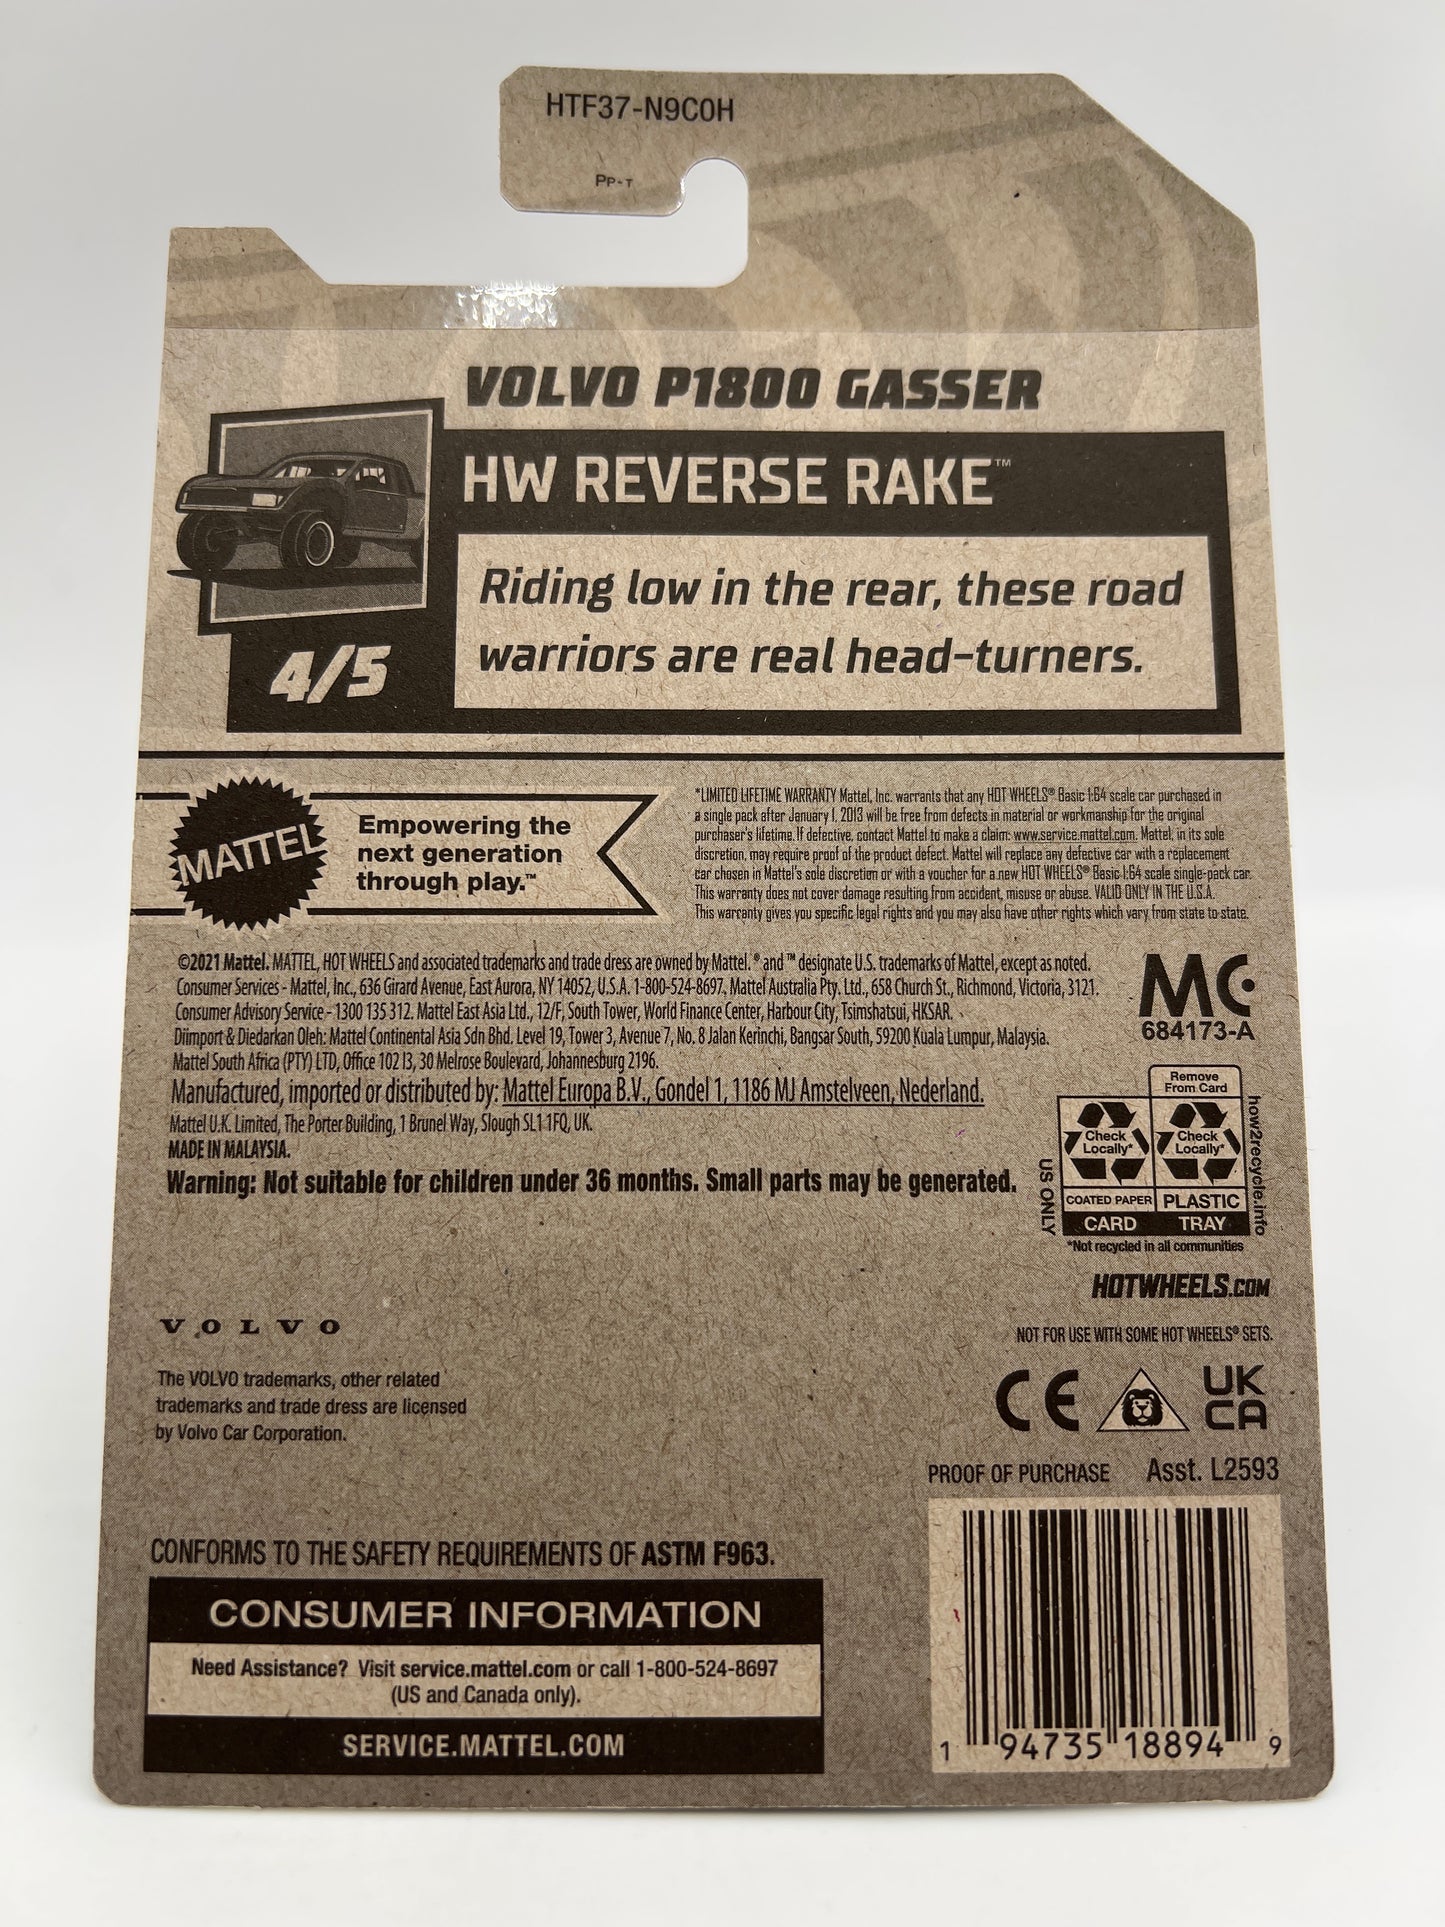 HTF37-N9C0H
PP-T
VOLVO P1800 GASSER
HW REVERSE RAKE™
Riding low in the rear, these road
warriors are real head-turners.
4/5
MATTEL
Empowering the
next generation
through play.™
*LIMITED LIFETIME WARRANTY Mattel, Inc. warrants that any HOT WHEELS® Basic 1:64 scale car purchased in
a single pack after January 1, 2013 will be free from defects in material or workmanship for the original
purchaser's lifetime. If defective, contact Mattel to make a claim: www.service.mattel.com. Mattel, in its sole
discretion, may require proof of the product defect. Mattel will replace any defective car with a replacement
car chosen in Mattel's sole discretion or with a voucher for a new HOT WHEELS® Basic 1:64 scale single-pack car.
This warranty does not cover damage resulting from accident, misuse or abuse. VALID ONLY IN THE U.S.A.
This warranty gives you specific legal rights and you may also have other rights which vary from state to state.
©2021 Mattel. MATTEL, HOT WHEELS and associated trademarks and trade dress are owned by Mattel. ® and ™ designate U.S. trademarks of Mattel, except as noted.
Consumer Services - Mattel, Inc., 636 Girard Avenue, East Aurora, NY 14052, U.S.A. 1-800-524-8697. Mattel Australia Pty. Ltd., 658 Church St., Richmond, Victoria, 3121.
Consumer Advisory Service - 1300 135 312. Mattel East Asia Ltd., 12/F, South Tower, World Finance Center, Harbour City, Tsimshatsui, HKSAR.
Diimport & Diedarkan Oleh: Mattel Continental Asia Sdn Bhd. Level 19, Tower 3, Avenue 7, No. 8 Jalan Kerinchi, Bangsar South, 59200 Kuala Lumpur, Malaysia.
Mattel South Africa (PTY) LTD, Office 102 I3, 30 Melrose Boulevard, Johannesburg 2196.
Manufactured, imported or distributed by: Mattel Europa B.V., Gondel 1, 1186 MJ Amstelveen, Nederland.
Mattel U.K. Limited, The Porter Building, 1 Brunel Way, Slough SL1 1FQ, UK.
MADE IN MALAYSIA.
Warning: Not suitable for children under 36 months. Small parts may be generated.
MC
684173-A
Remove
From Card
Check
Locally*
Check
Locally*
COATED PAPER
PLASTIC
CARD
TRAY
US ONLY
how2recycle.info
*Not recycled in all communities
HOTWHEELS.COM
NOT FOR USE WITH SOME HOT WHEELS® SETS.
VOLVO
The VOLVO trademarks, other related
trademarks and trade dress are licensed
by Volvo Car Corporation.
CE
UK
CA
PROOF OF PURCHASE
Asst. L2593
CONFORMS TO THE SAFETY REQUIREMENTS OF ASTM F963.
CONSUMER INFORMATION
Need Assistance? Visit service.mattel.com or call 1-800-524-8697
(US and Canada only).
SERVICE.MATTEL.COM
1 94735 18894 9